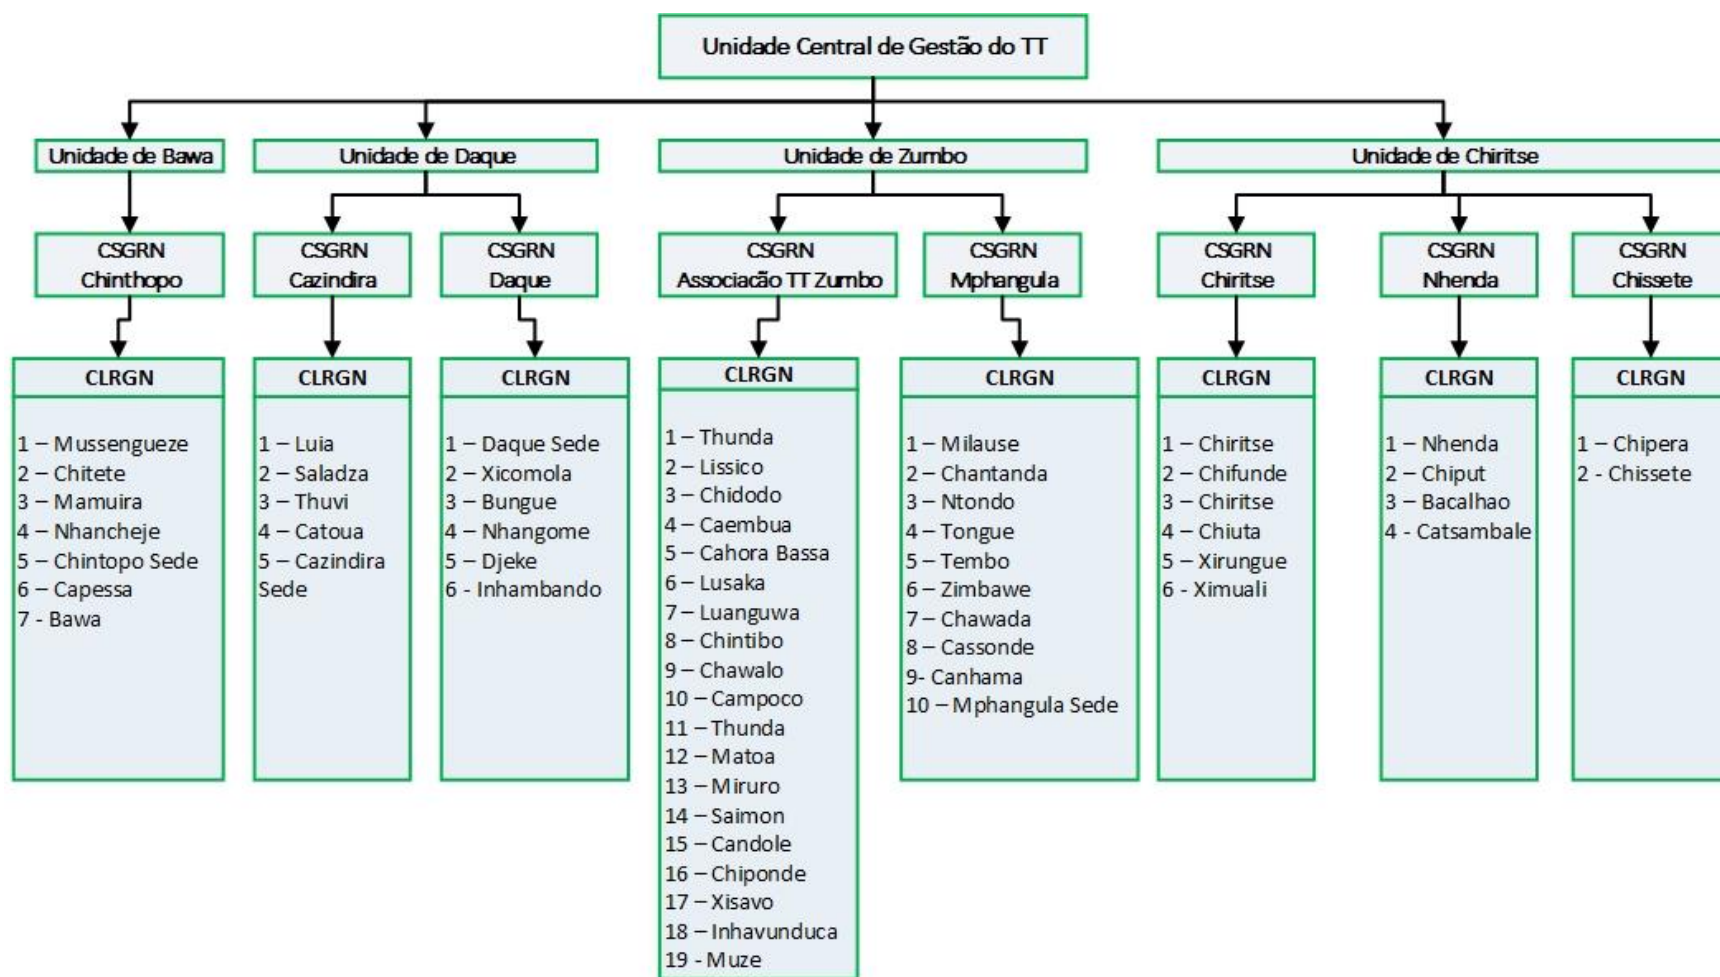 Unidade Central de Gestão do TT
Unidade de Bawa
Unidade de Daque
Unidade de Zumbo
Unidade de Chiritse
CSGRN
Chinthopo
CSGRN
Cazindira
CSGRN
Daque
CSGRN
Associacão TT Zumbo
CSGRN
Mphangula
CSGRN
Chiritse
CSGRN
Nhenda
CSGRN
Chissete
CLRGN
1 – Mussengueze
2 – Chitete
3 – Mamuira
4 – Nhancheje
5 – Chintopo Sede
6 – Capessa
7 - Bawa
CLRGN
1 – Luia
2 – Saladza
3 – Thuvi
4 – Catoua
5 – Cazindira
Sede
CLRGN
1 – Daque Sede
2 – Xicomola
3 – Bungue
4 – Nhangome
5 – Djeke
6 - Inhambando
CLRGN
1 – Thunda
2 – Lissico
3 – Chidodo
4 – Caembua
5 – Cahora Bassa
6 – Lusaka
7 – Luanguwa
8 – Chintibo
9 – Chawalo
10 – Campoco
11 – Thunda
12 – Matoa
13 – Miruro
14 – Saimon
15 – Candole
16 – Chiponde
17 – Xisavo
18 – Inhavunduca
19 - Muze
CLRGN
1 – Milause
2 – Chantanda
3 – Ntondo
4 – Tongue
5 – Tembo
6 – Zimbawe
7 – Chawada
8 – Cassonde
9- Canhama
10 – Mphangula Sede
CLRGN
1 – Chiritse
2 – Chifunde
3 – Chiritse
4 – Chiuta
5 – Xirungue
6 - Ximuali
CLRGN
1 – Nhenda
2 – Chiput
3 – Bacalhao
4 - Catsambale
CLRGN
1 – Chipera
2 - Chissete